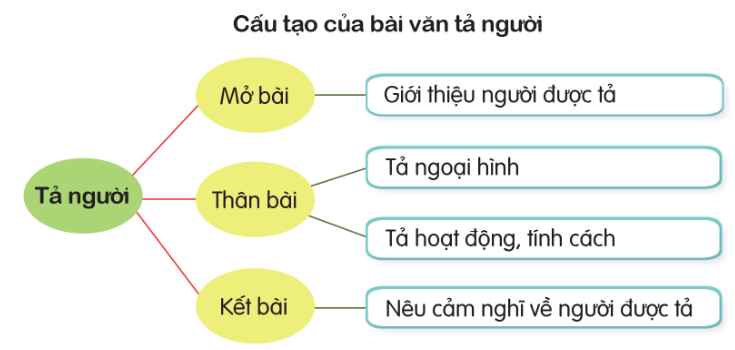 Cấu tạo của bài văn tả người
Mở bài
Giới thiệu người được tả
Tả người
Thân bài
Tả ngoại hình
Tả hoạt động, tính cách
Kết bài
Nêu cảm nghĩ về người được tả